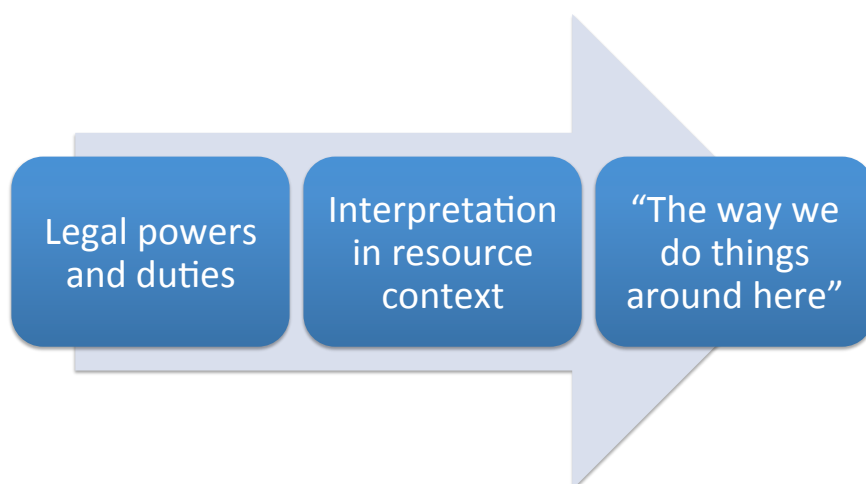 Legal powers
and duties
Interpretation
in resource
context
“The way we
do things
around here”